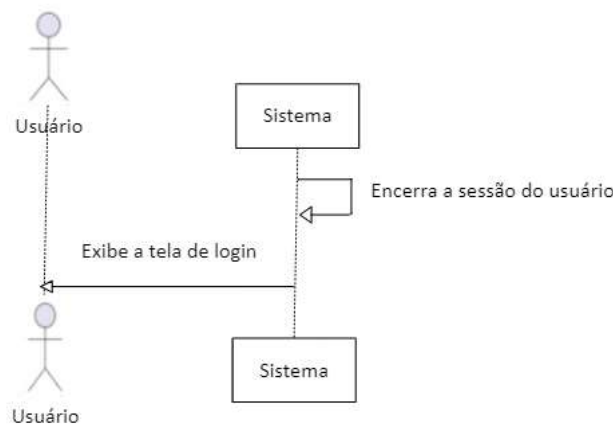 Usuário
Sistema
Encerra a sessão do usuário
Exibe a tela de login
Sistema
Usuário